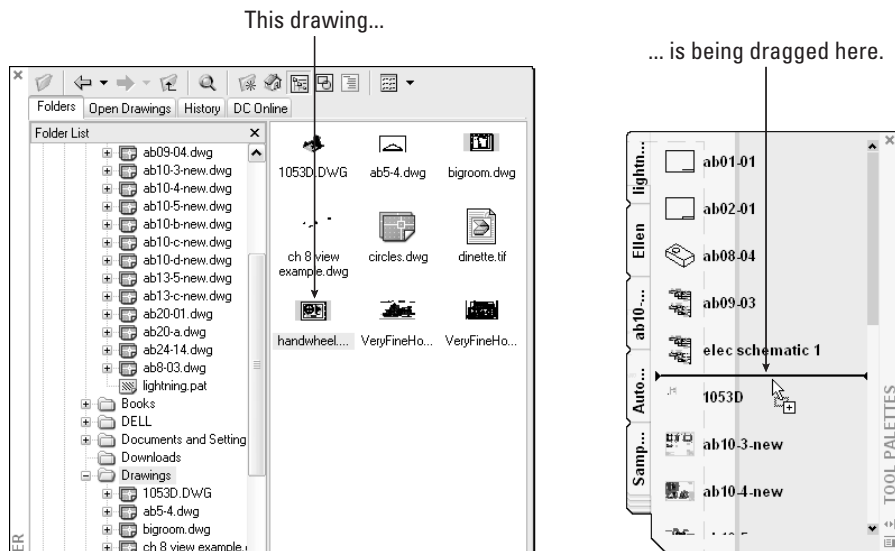 This drawing...
... is being dragged here.
Folders Open Drawings History DC Online
Folder List
ab09-04.dwg
ab10-3-new.dwg
ab10-4-new.dwg
ab10-5-new.dwg
ab10-b-new.dwg
ab10-c-new.dwg
ab10-d-new.dwg
ab13-5-new.dwg
ab13-c-new.dwg
ab20-01.dwg
ab20-a.dwg
ab24-14.dwg
ab8-03.dwg
lightning.pat
Books
DELL
Documents and Setting
Downloads
Drawings
1053D.DWG
ab5-4.dwg
bigroom.dwg
ch 8 view example.
ER
1053D.DWG ab5-4.dwg bigroom.dwg
ch 8 view
example.dwg
circles.dwg dinette.tif
handwheel.... VeryFineHo... VeryFineHo...
lightn...
Ellen
ab10-...
Auto...
Samp...
ab01-01
ab02-01
ab08-04
ab09-03
elec schematic 1
1053D
ab10-3-new
ab10-4-new
TOOL PALETTES